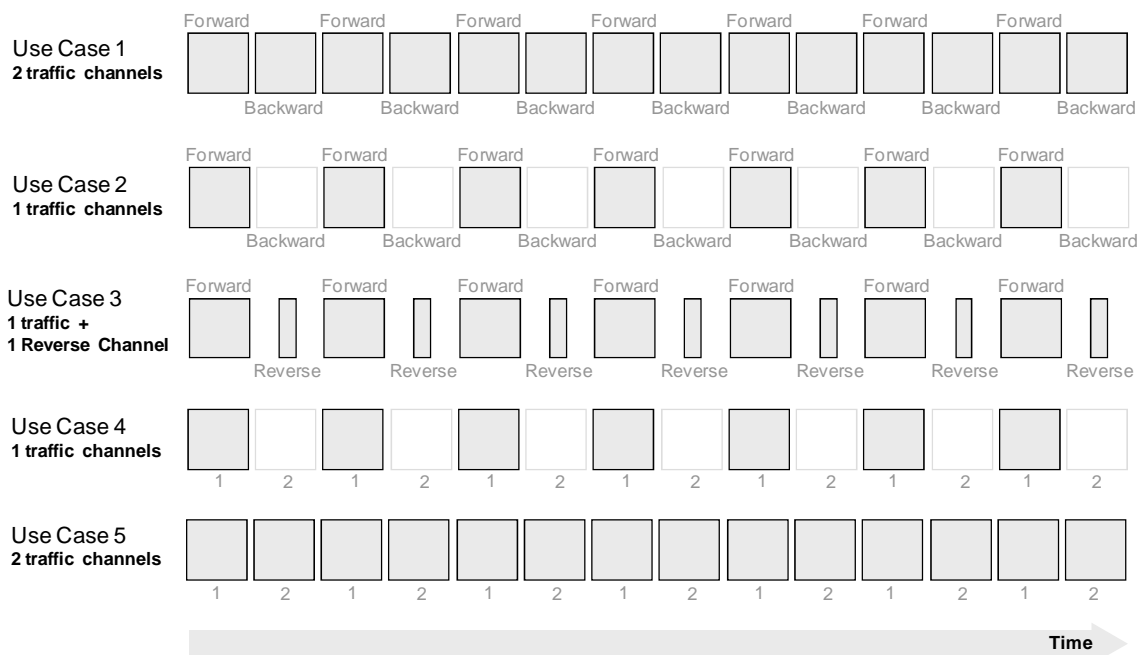 Forward Forward Forward Forward Forward Forward Forward
Use Case 1
2 traffic channels
Backward Backward Backward Backward Backward Backward Backward
Forward Forward Forward Forward Forward Forward Forward
Use Case 2
1 traffic channels
Backward Backward Backward Backward Backward Backward Backward
Forward Forward Forward Forward Forward Forward Forward
Use Case 3
1 traffic +
1 Reverse Channel
Reverse Reverse Reverse Reverse Reverse Reverse Reverse
Use Case 4
1 traffic channels
1 2 1 2 1 2 1 2 1 2 1 2 1 2
Use Case 5
2 traffic channels
1 2 1 2 1 2 1 2 1 2 1 2 1 2
Time